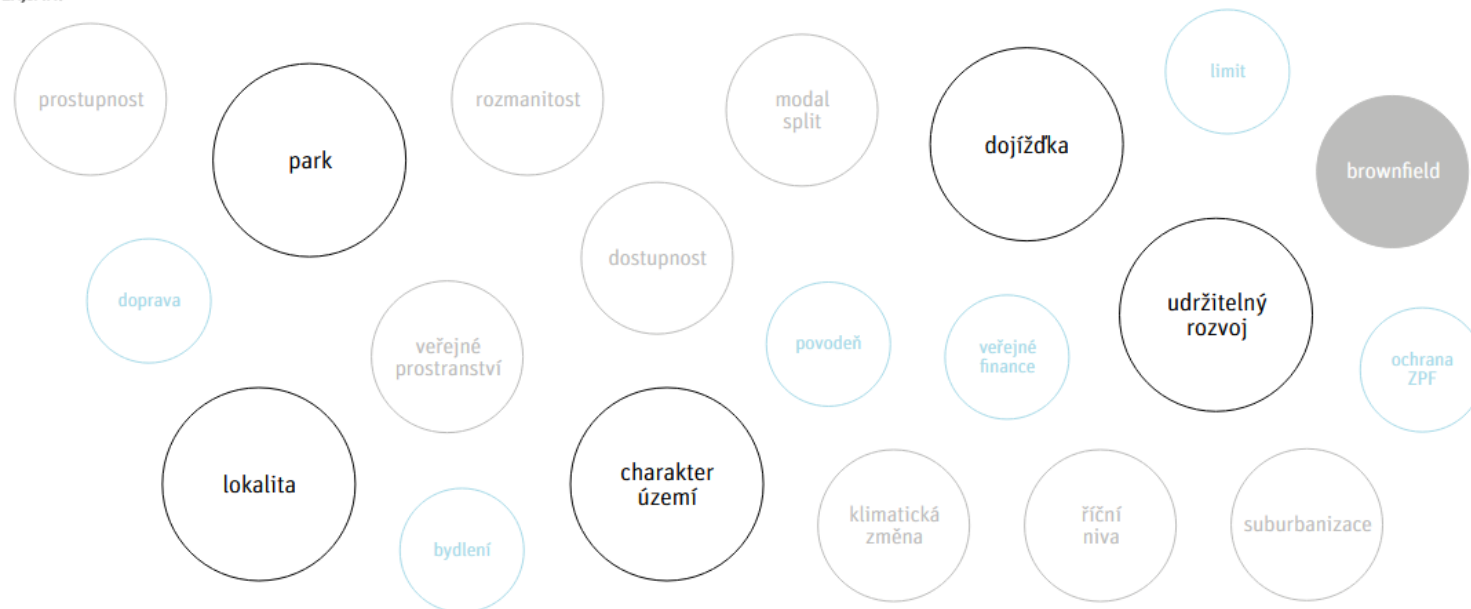 prostupnost
park
rozmanitost
modal
split
dojížďka
limit
brownfield
doprava
veřejné
prostranství
dostupnost
povodeň
veřejné
finance
udržitelný
rozvoj
ochrana
ZPF
lokalita
bydlení
charakter
území
klimatická
změna
říční
niva
suburbanizace